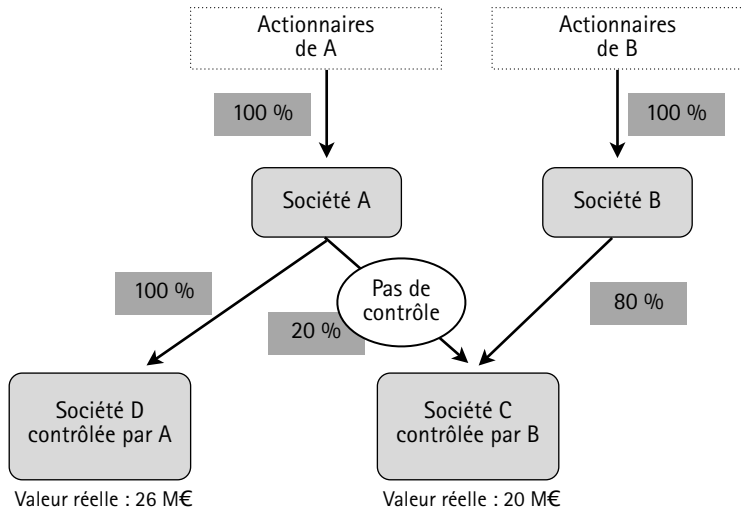 Actionnaires
de A
Actionnaires
de B
100 %
100 %
Société A
Société B
100 %
Pas de
contrôle
20 %
80 %
Société D
contrôlée par A
Société C
contrôlée par B
Valeur réelle : 26 M€
Valeur réelle : 20 M€